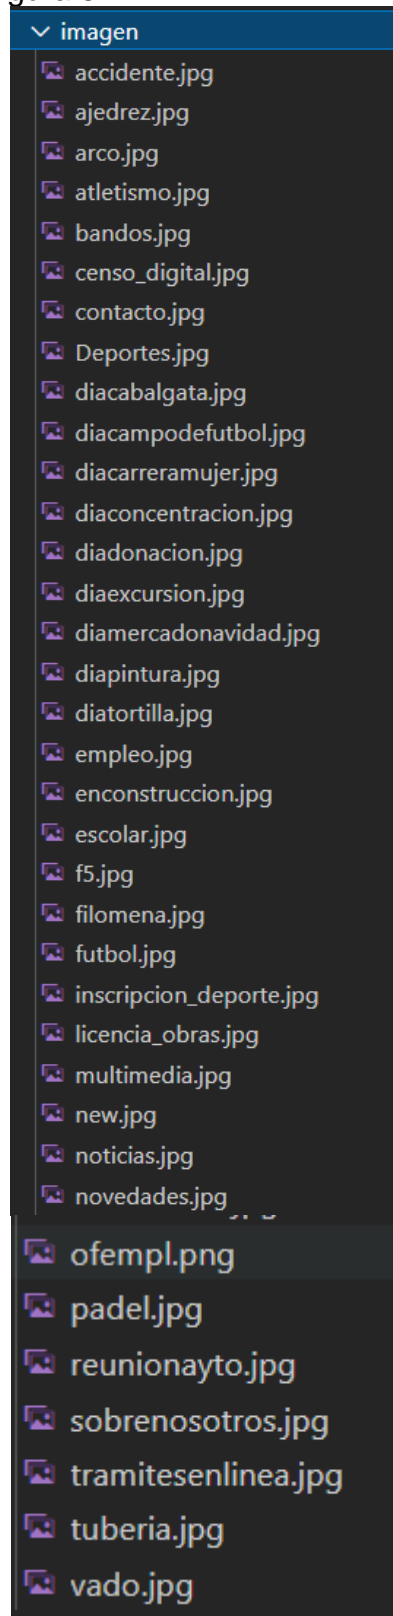 imagen
accidente.jpg
ajedrez.jpg
arco.jpg
atletismo.jpg
bandos.jpg
censo_digital.jpg
contacto.jpg
Deportes.jpg
diacabalgata.jpg
diacampodefutbol.jpg
diacarreramujer.jpg
diaconcentracion.jpg
diadonacion.jpg
diaexcursion.jpg
diamercadonavidad.jpg
diapintura.jpg
diatortilla.jpg
empleo.jpg
enconstruccion.jpg
escolar.jpg
f5.jpg
filomena.jpg
futbol.jpg
inscripcion_deporte.jpg
licencia_obras.jpg
multimedia.jpg
new.jpg
noticias.jpg
novedades.jpg
ofempl.png
padel.jpg
reunionayto.jpg
sobrenosotros.jpg
tramitesenlinea.jpg
tuberia.jpg
vado.jpg